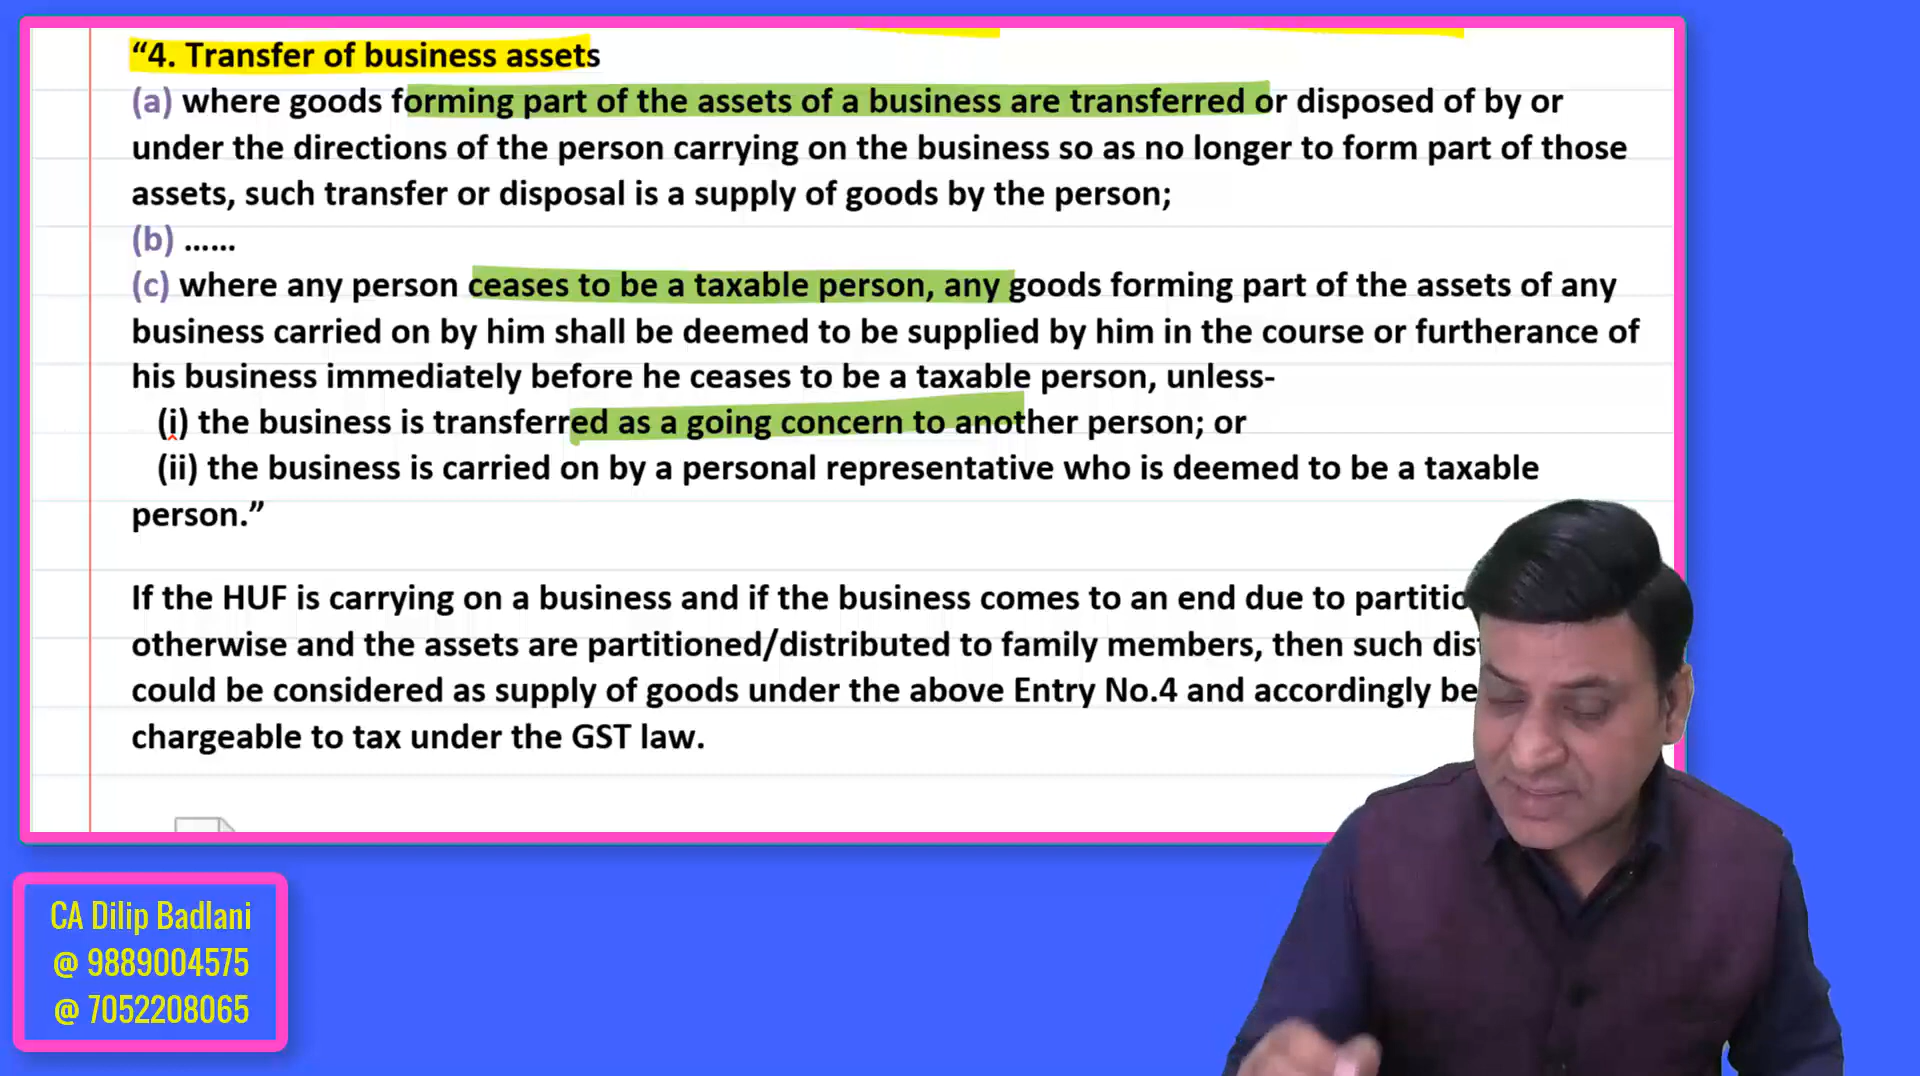 “4. Transfer of business assets
(a) where goods forming part of the assets of a business are transferred or disposed of by or
under the directions of the person carrying on the business so as no longer to form part of those
assets, such transfer or disposal is a supply of goods by the person;
(b) ......
(c) where any person ceases to be a taxable person, any goods forming part of the assets of any
business carried on by him shall be deemed to be supplied by him in the course or furtherance of
his business immediately before he ceases to be a taxable person, unless-
(i) the business is transferred as a going concern to another person; or
(ii) the business is carried on by a personal representative who is deemed to be a taxable
person.”
If the HUF is carrying on a business and if the business comes to an end due to
otherwise and the assets are partitioned/distributed to family members, then such
could be considered as supply of goods under the above Entry No.4 and accordingly be
chargeable to tax under the GST law.
CA Dilip Badlani
@ 9889004575
@ 7052208065